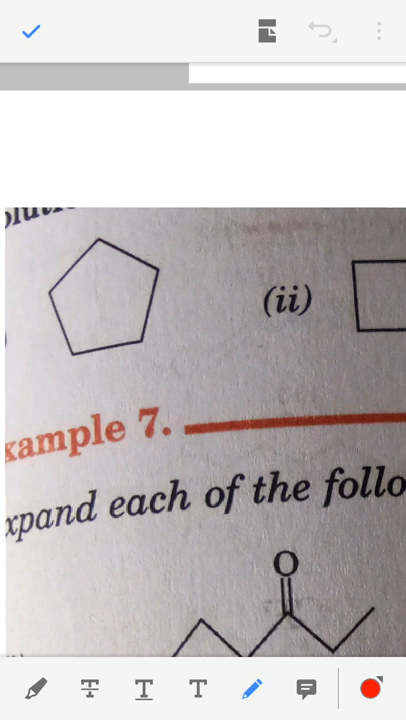 (ii)
xample 7.
xpand each of the follo
O